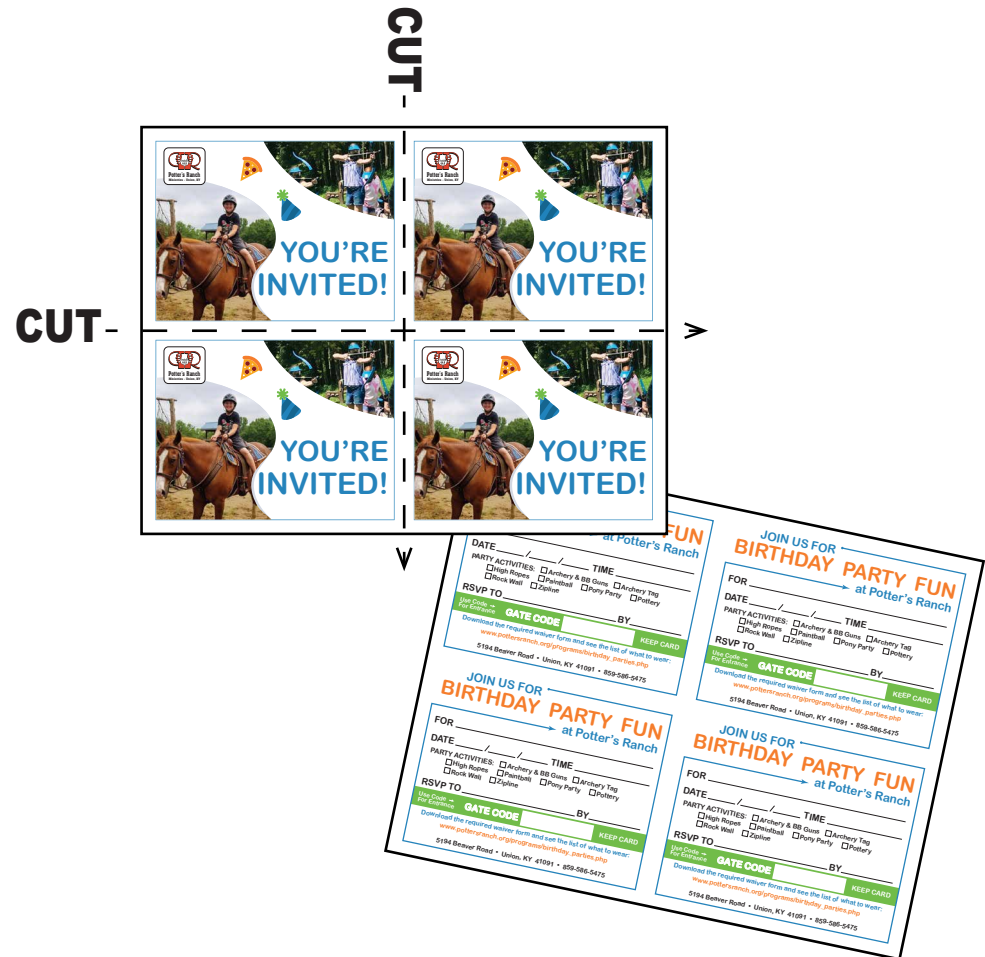 CUT
CUT
Potter's Ranch
Ministries - Union, KY
YOU'RE
INVITED!
Potter's Ranch
Ministries - Union, KY
YOU'RE
INVITED!
Potter's Ranch
Ministries - Union, KY
YOU'RE
INVITED!
Potter's Ranch
Ministries - Union, KY
YOU'RE
INVITED!
FUN
at Potter's Ranch
DATE / / TIME
PARTY ACTIVITIES: Archery & BB Guns Archery Tag
High Ropes Paintball Pony Party Pottery
Rock Wall Zipline
RSVP TO BY
Use Code →
For Entrance GATE CODE KEEP CARD
Download the required waiver form and see the list of what to wear:
www.pottersranch.org/programs/birthday_parties.php
5194 Beaver Road • Union, KY 41091 • 859-586-5475
JOIN US FOR
BIRTHDAY PARTY FUN
FOR at Potter's Ranch
DATE / / TIME
PARTY ACTIVITIES: Archery & BB Guns Archery Tag
High Ropes Paintball Pony Party Pottery
Rock Wall Zipline
RSVP TO BY
Use Code →
For Entrance GATE CODE KEEP CARD
Download the required waiver form and see the list of what to wear:
www.pottersranch.org/programs/birthday_parties.php
5194 Beaver Road • Union, KY 41091 • 859-586-5475
JOIN US FOR
BIRTHDAY PARTY FUN
FOR at Potter's Ranch
DATE / / TIME
PARTY ACTIVITIES: Archery & BB Guns Archery Tag
High Ropes Paintball Pony Party Pottery
Rock Wall Zipline
RSVP TO BY
Use Code →
For Entrance GATE CODE KEEP CARD
Download the required waiver form and see the list of what to wear:
www.pottersranch.org/programs/birthday_parties.php
5194 Beaver Road • Union, KY 41091 • 859-586-5475
JOIN US FOR
BIRTHDAY PARTY FUN
FOR at Potter's Ranch
DATE / / TIME
PARTY ACTIVITIES: Archery & BB Guns Archery Tag
High Ropes Paintball Pony Party Pottery
Rock Wall Zipline
RSVP TO BY
Use Code →
For Entrance GATE CODE KEEP CARD
Download the required waiver form and see the list of what to wear:
www.pottersranch.org/programs/birthday_parties.php
5194 Beaver Road • Union, KY 41091 • 859-586-5475